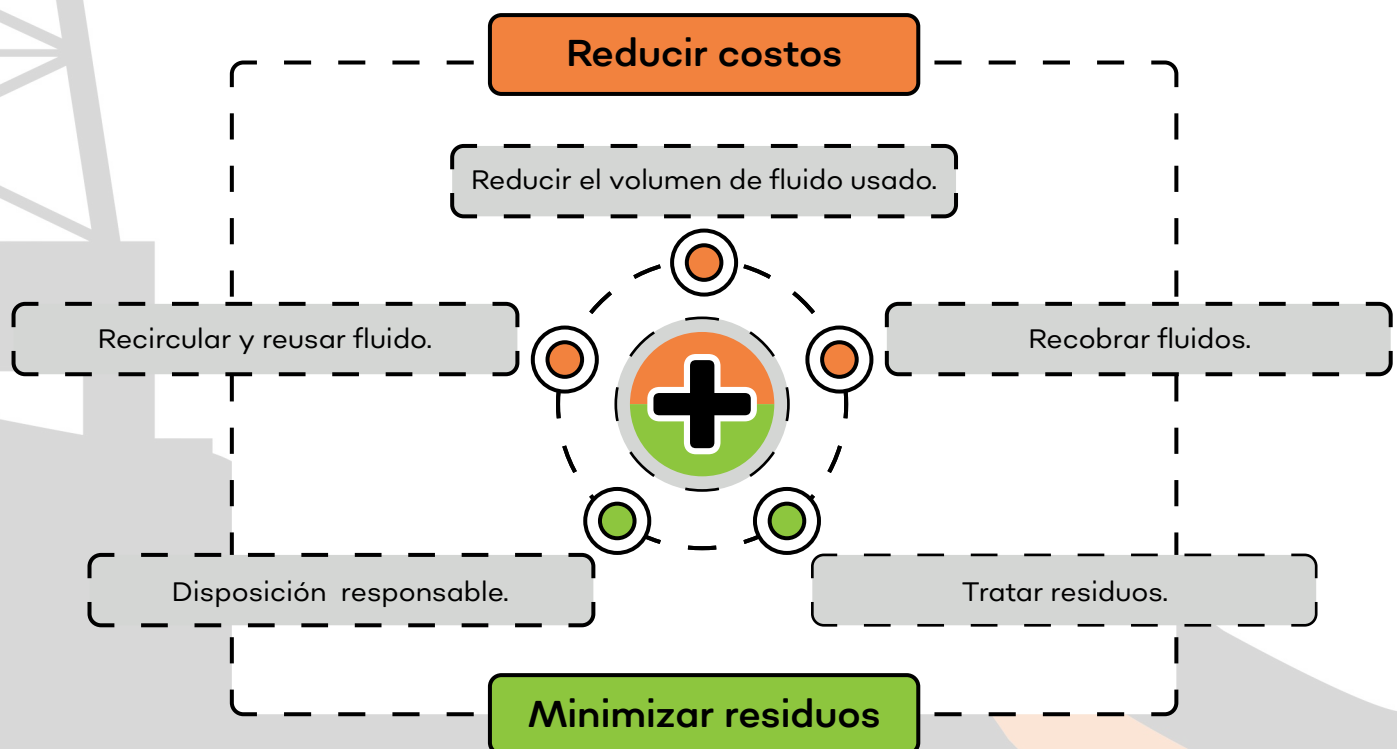 Reducir costos
Reducir el volumen de fluido usado.
Recircular y reusar fluido.
Recobrar fluidos.
Disposición  responsable.
Tratar residuos.
Minimizar residuos